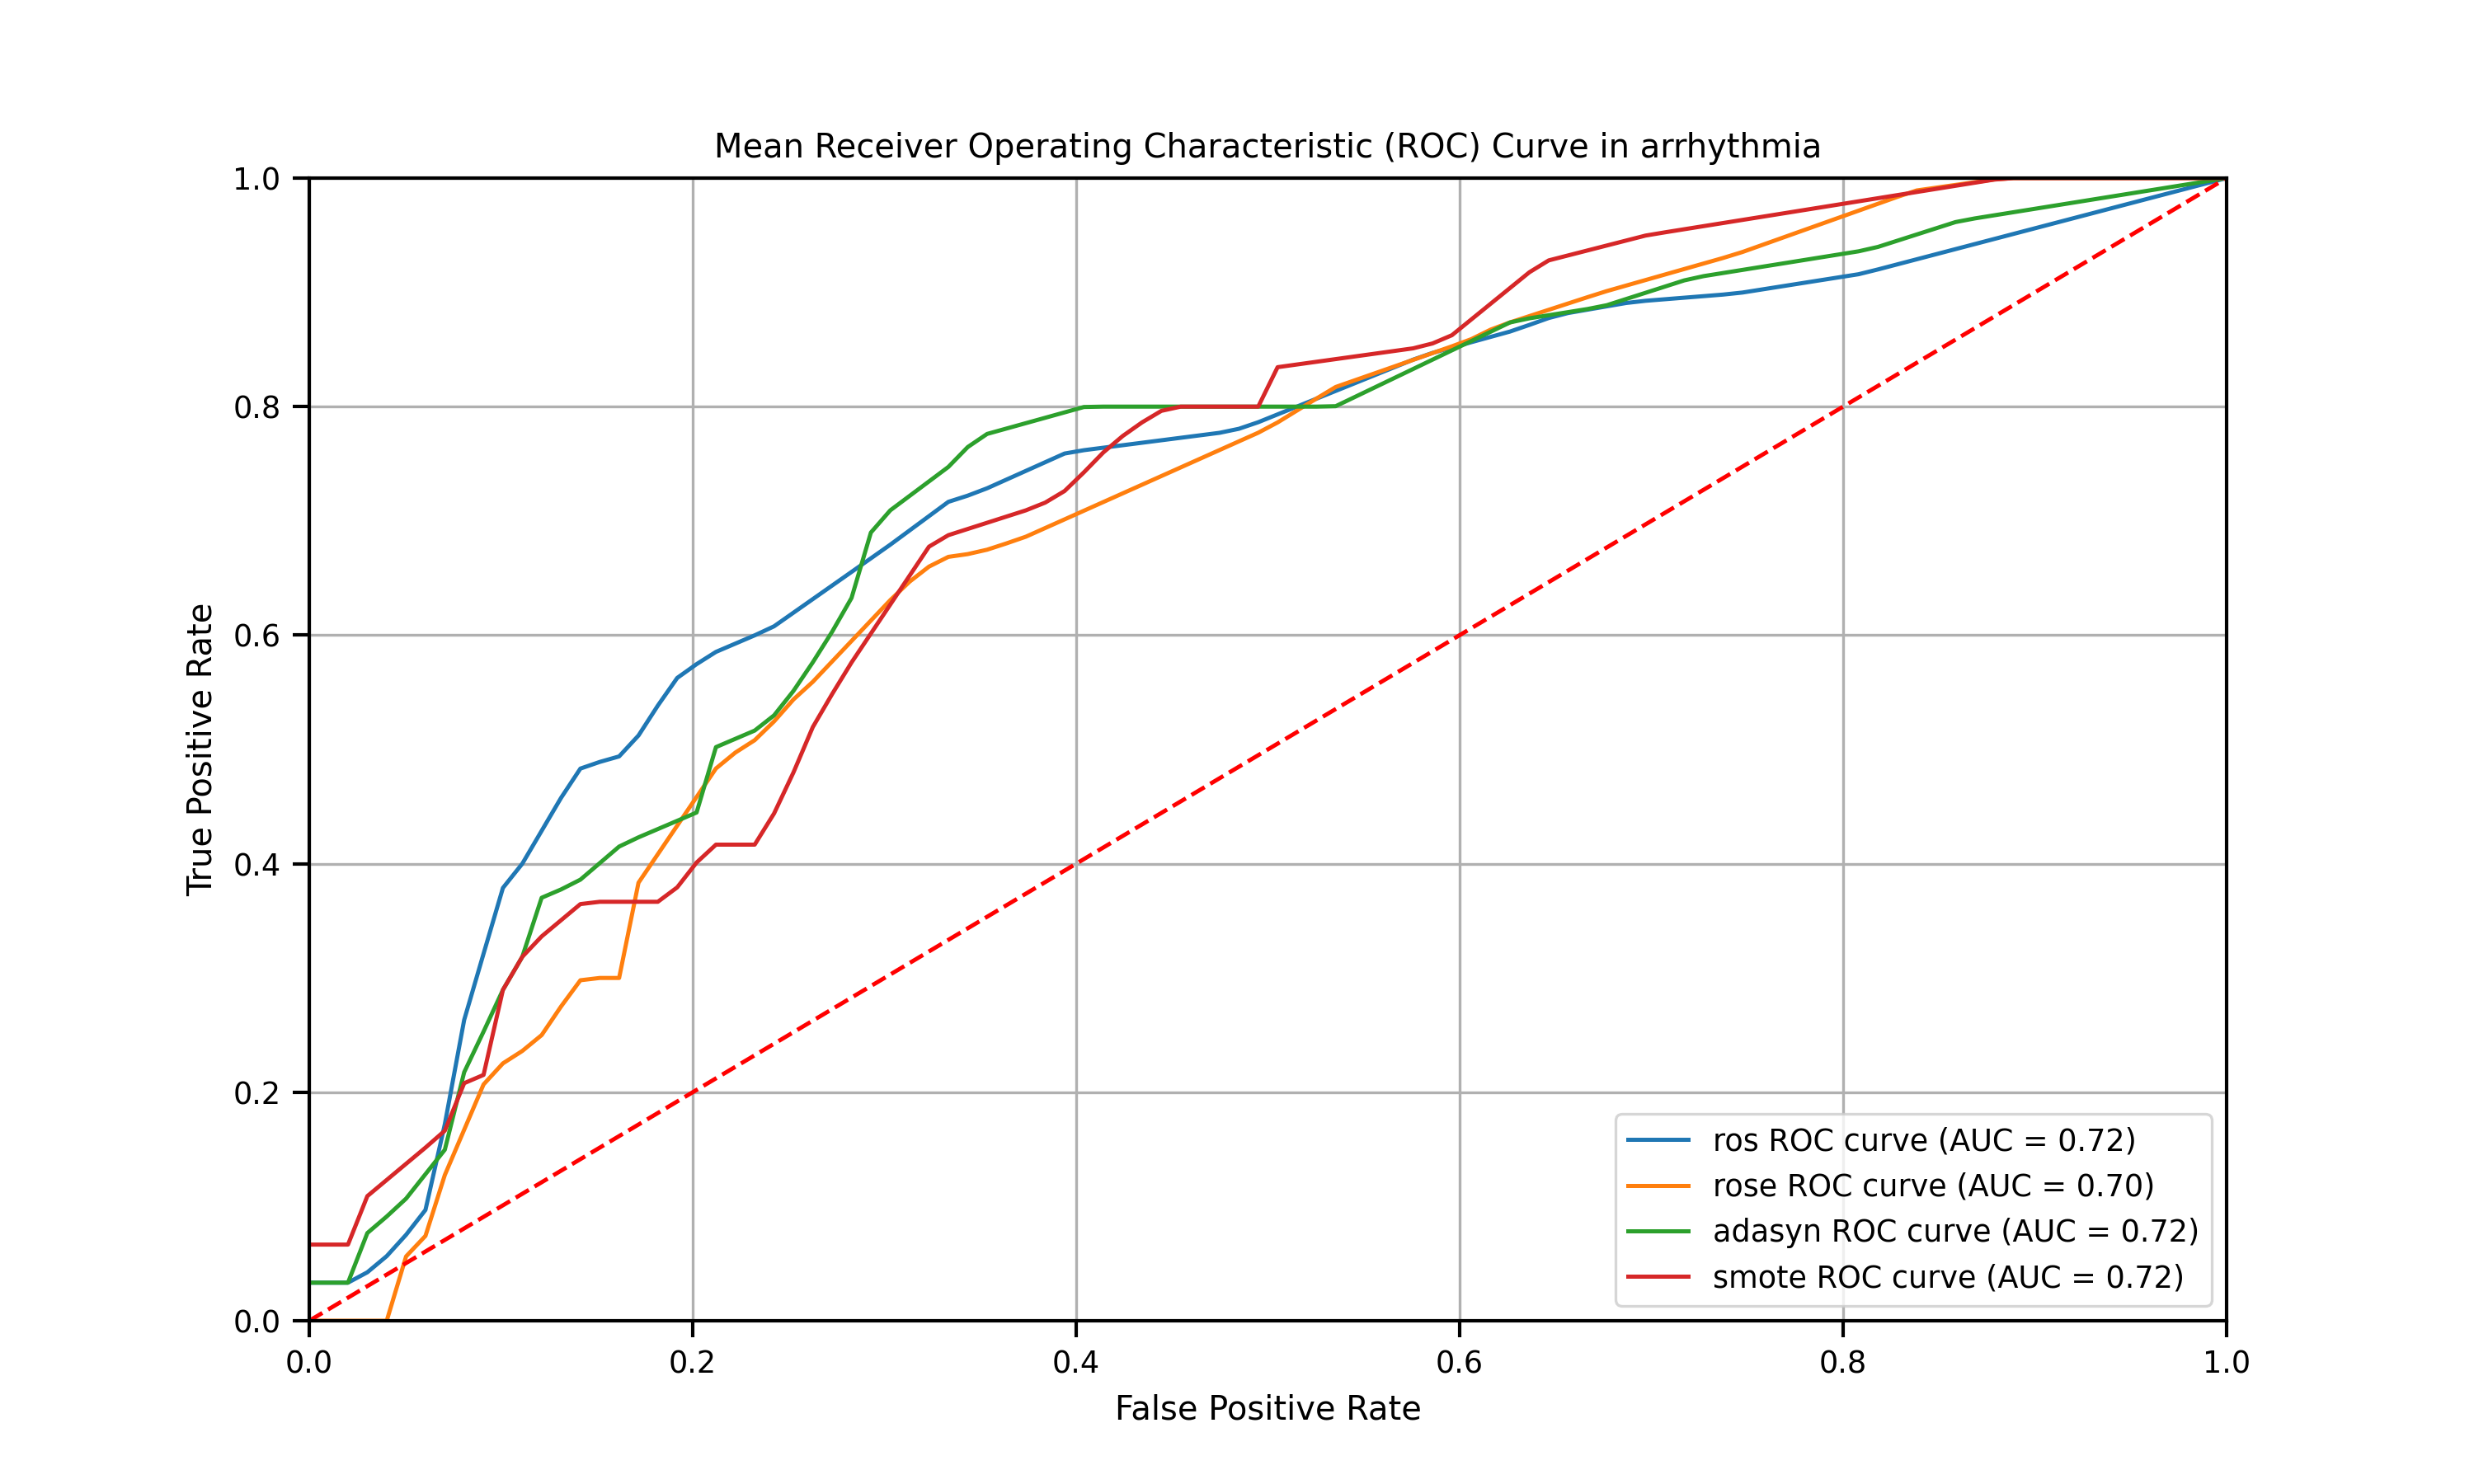 Mean Receiver Operating Characteristic (ROC) Curve in arrhythmia
1.0
0.8
0.6
0.4
0.2
0.0
True Positive Rate
0.0 0.2 0.4 0.6 0.8 1.0
False Positive Rate
ros ROC curve (AUC = 0.72)
rose ROC curve (AUC = 0.70)
adasyn ROC curve (AUC = 0.72)
smote ROC curve (AUC = 0.72)